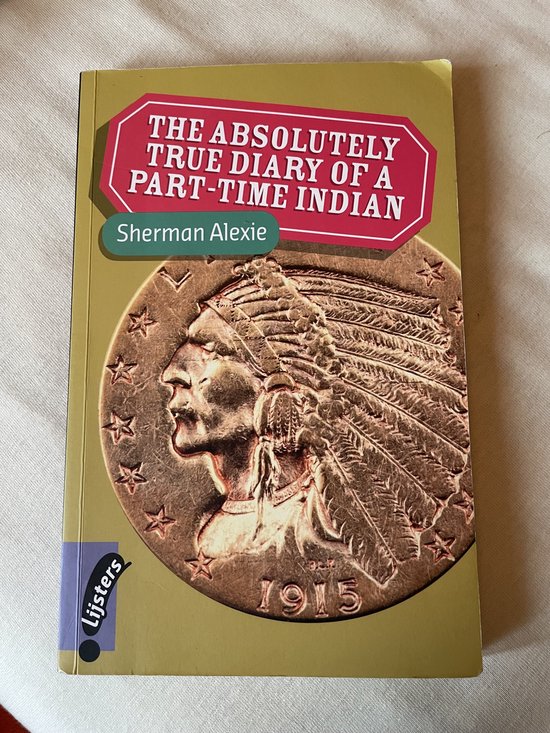 THE ABSOLUTELY
TRUE DIARY OF A
PART-TIME INDIAN
Sherman Alexie
L
1915
Lijsters